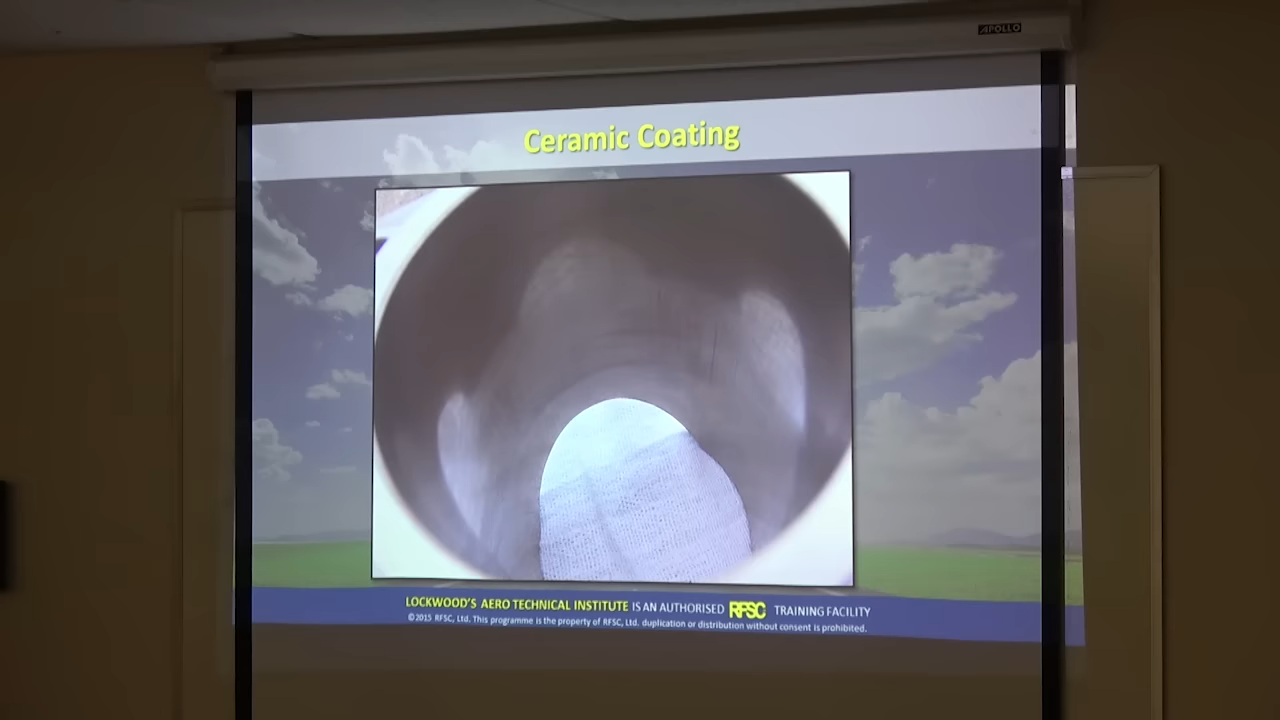 APOLLO
Ceramic Coating
LOCKWOOD'S AERO TECHNICAL INSTITUTE IS AN AUTHORISED RFSC TRAINING FACILITY
©2015 RFSC, Ltd. This programme is the property of RFSC, Ltd. duplication or distribution without consent is prohibited.